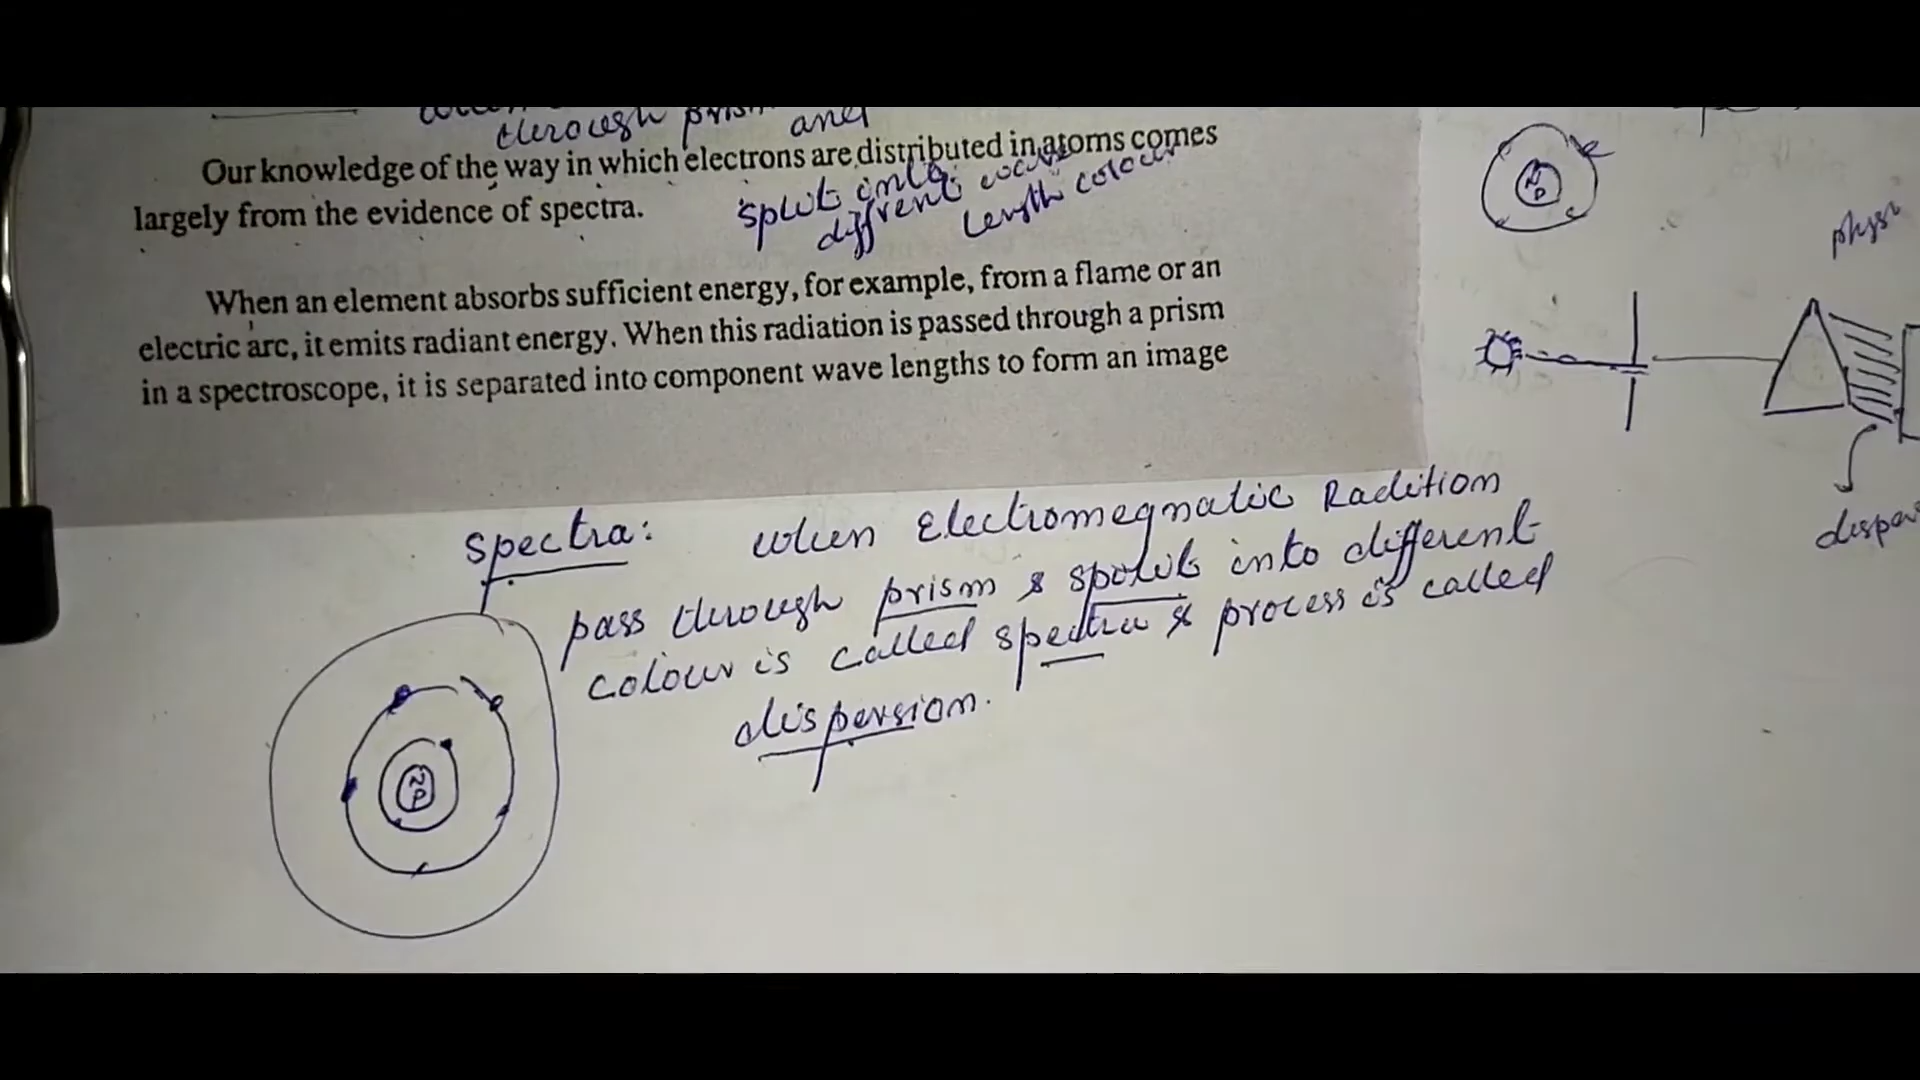 through prism and
Our knowledge of the way in which electrons are distributed in atoms comes
largely from the evidence of spectra.
split into
diffrent
length colour
When an element absorbs sufficient energy, for example, from a flame or an
electric arc, it emits radiant energy. When this radiation is passed through a prism
in a spectroscope, it is separated into component wave lengths to form an image
spectra: when Electromegnatic Radition
pass through prism & split into different
colour is called spectra & process is called
dispersion.
N
P
N
P